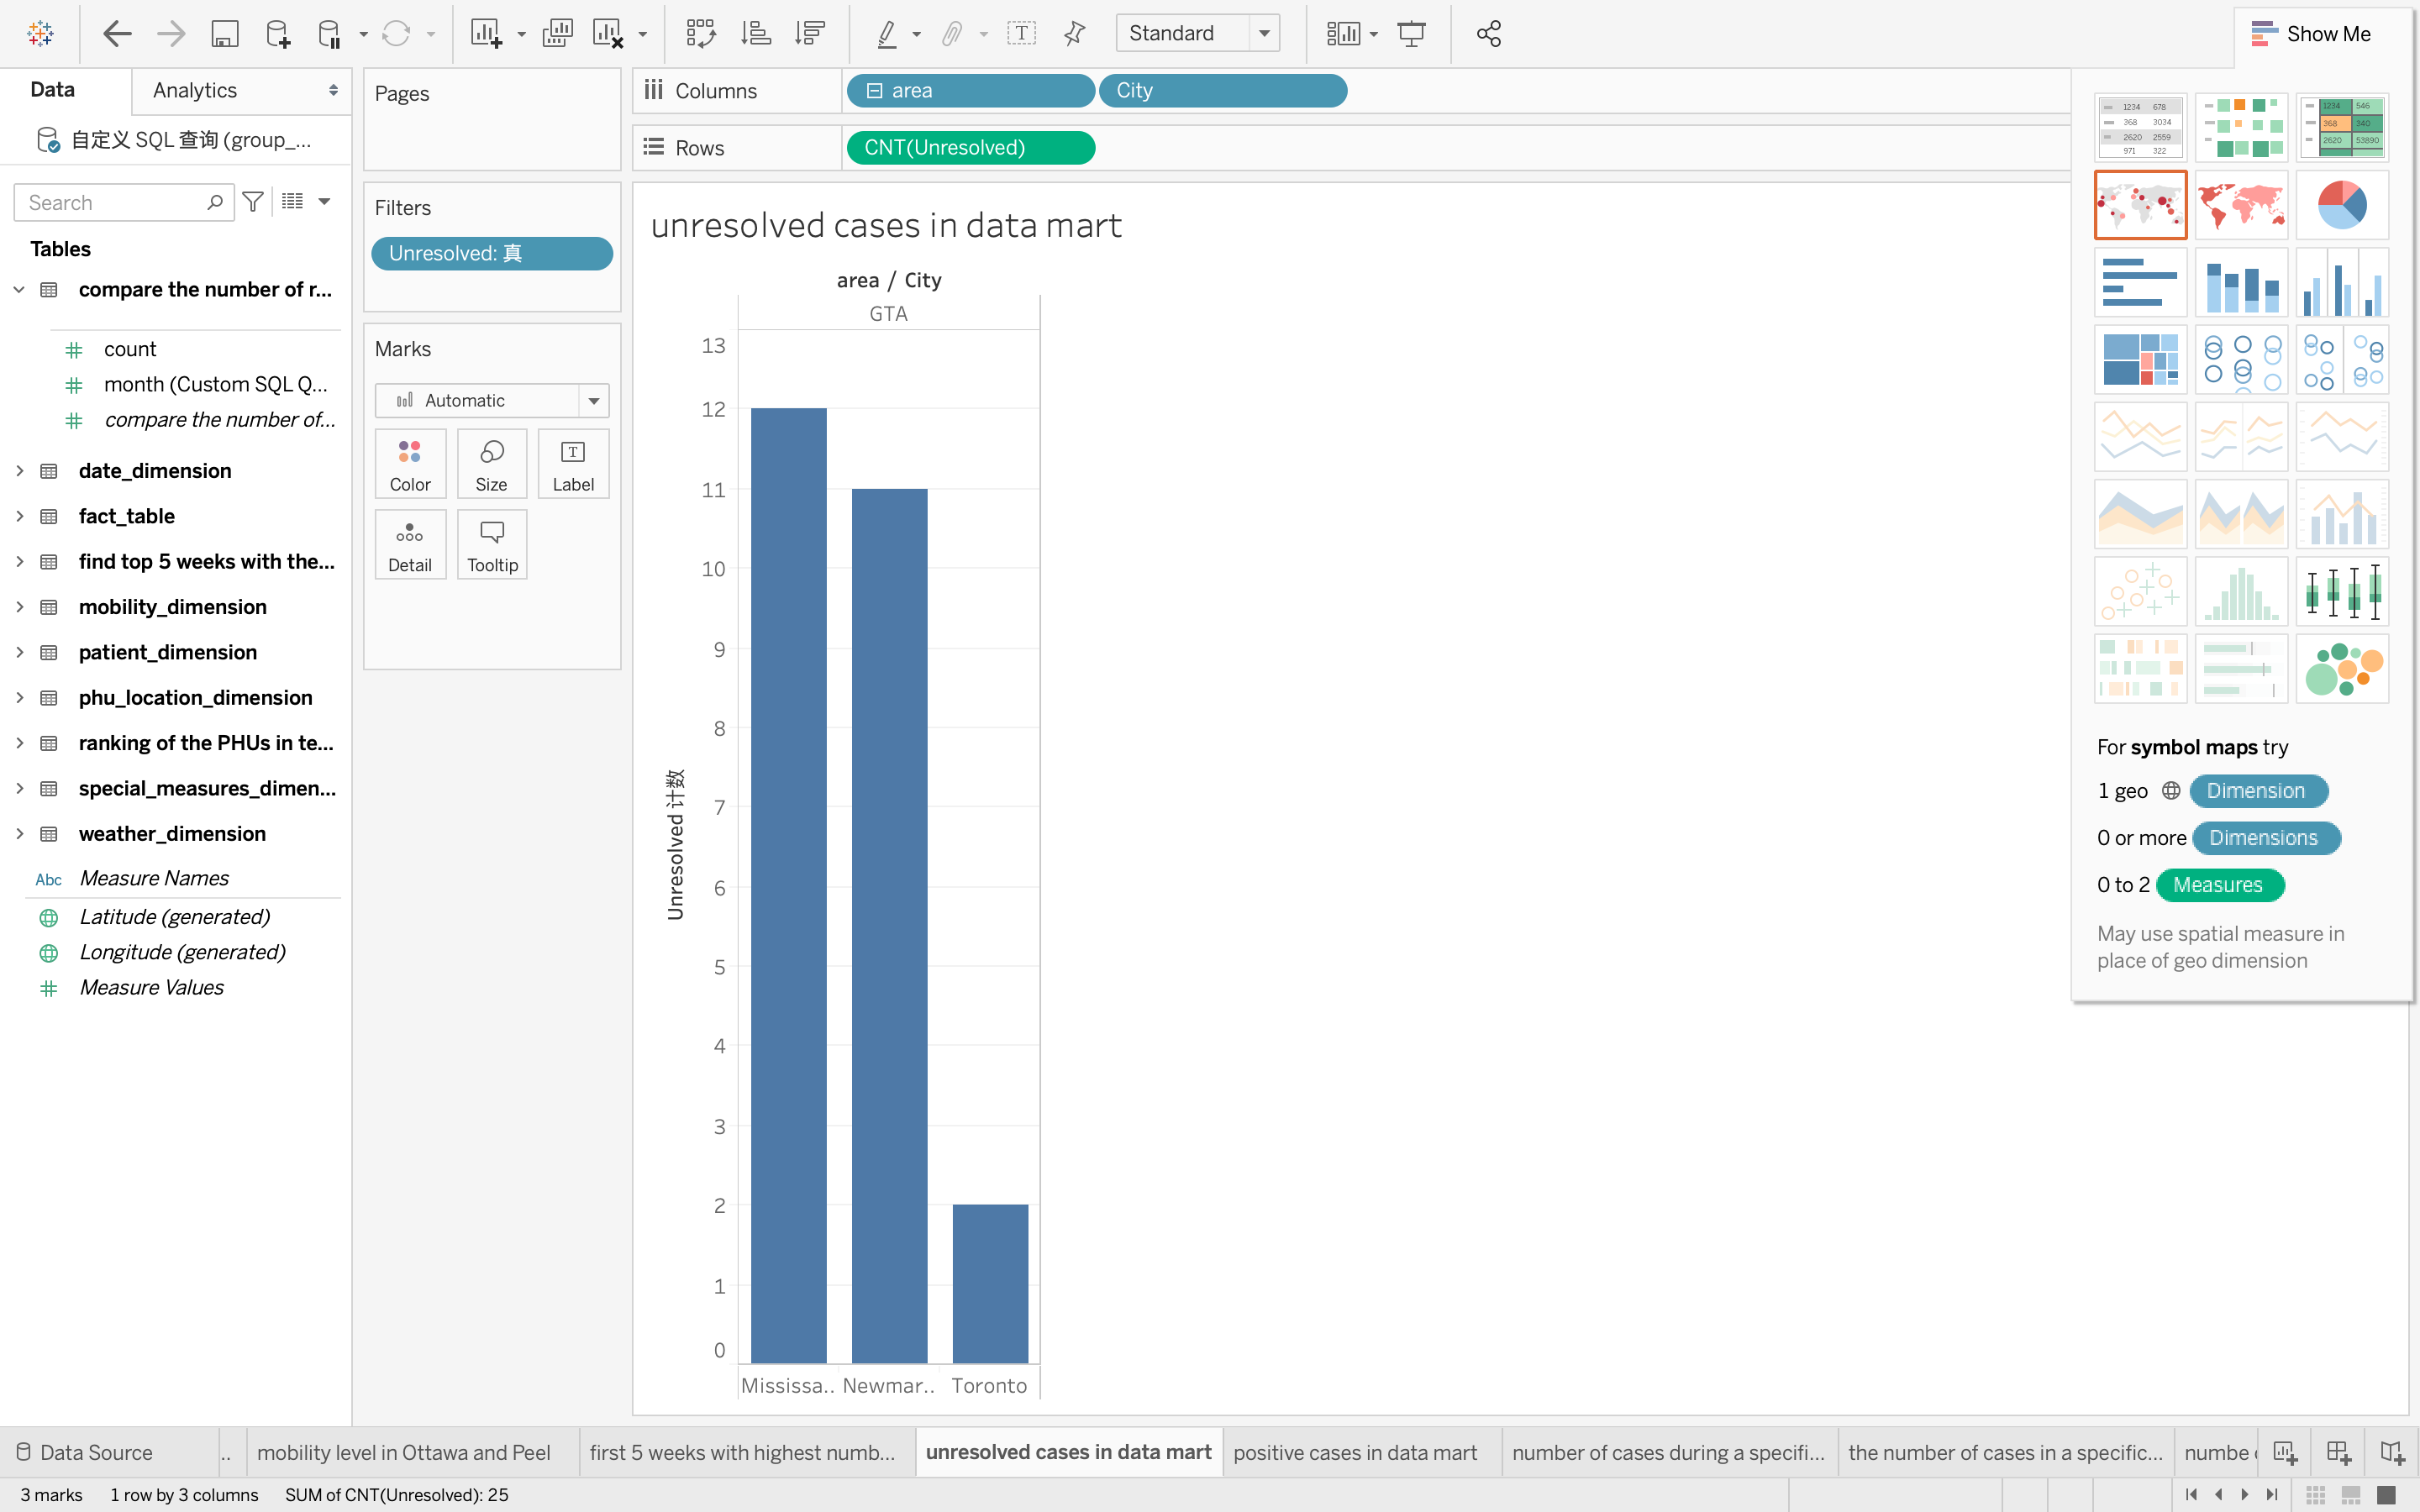 Standard
Show Me
Data
Analytics
自定义 SQL 查询 (group_...
Search
Tables
compare the number of r...
count
month (Custom SQL Q...
compare the number of...
date_dimension
fact_table
find top 5 weeks with the...
mobility_dimension
patient_dimension
phu_location_dimension
ranking of the PHUs in te...
special_measures_dimen...
weather_dimension
Abc Measure Names
Latitude (generated)
Longitude (generated)
Measure Values
Pages
Filters
Unresolved: 真
Marks
Automatic
Color Size Label
Detail Tooltip
Columns area City
Rows CNT(Unresolved)
unresolved cases in data mart
area / City
GTA
13
12
11
10
9
8
7
6
5
4
3
2
1
0
Unresolved 计数
Mississa.. Newmar.. Toronto
1234 678
368 3034
2620 2559
971 322
1234 546
368 340
2620 53890
For symbol maps try
1 geo Dimension
0 or more Dimensions
0 to 2 Measures
May use spatial measure in
place of geo dimension
Data Source .. mobility level in Ottawa and Peel first 5 weeks with highest numb... unresolved cases in data mart positive cases in data mart number of cases during a specifi... the number of cases in a specific... numbe
3 marks 1 row by 3 columns SUM of CNT(Unresolved): 25